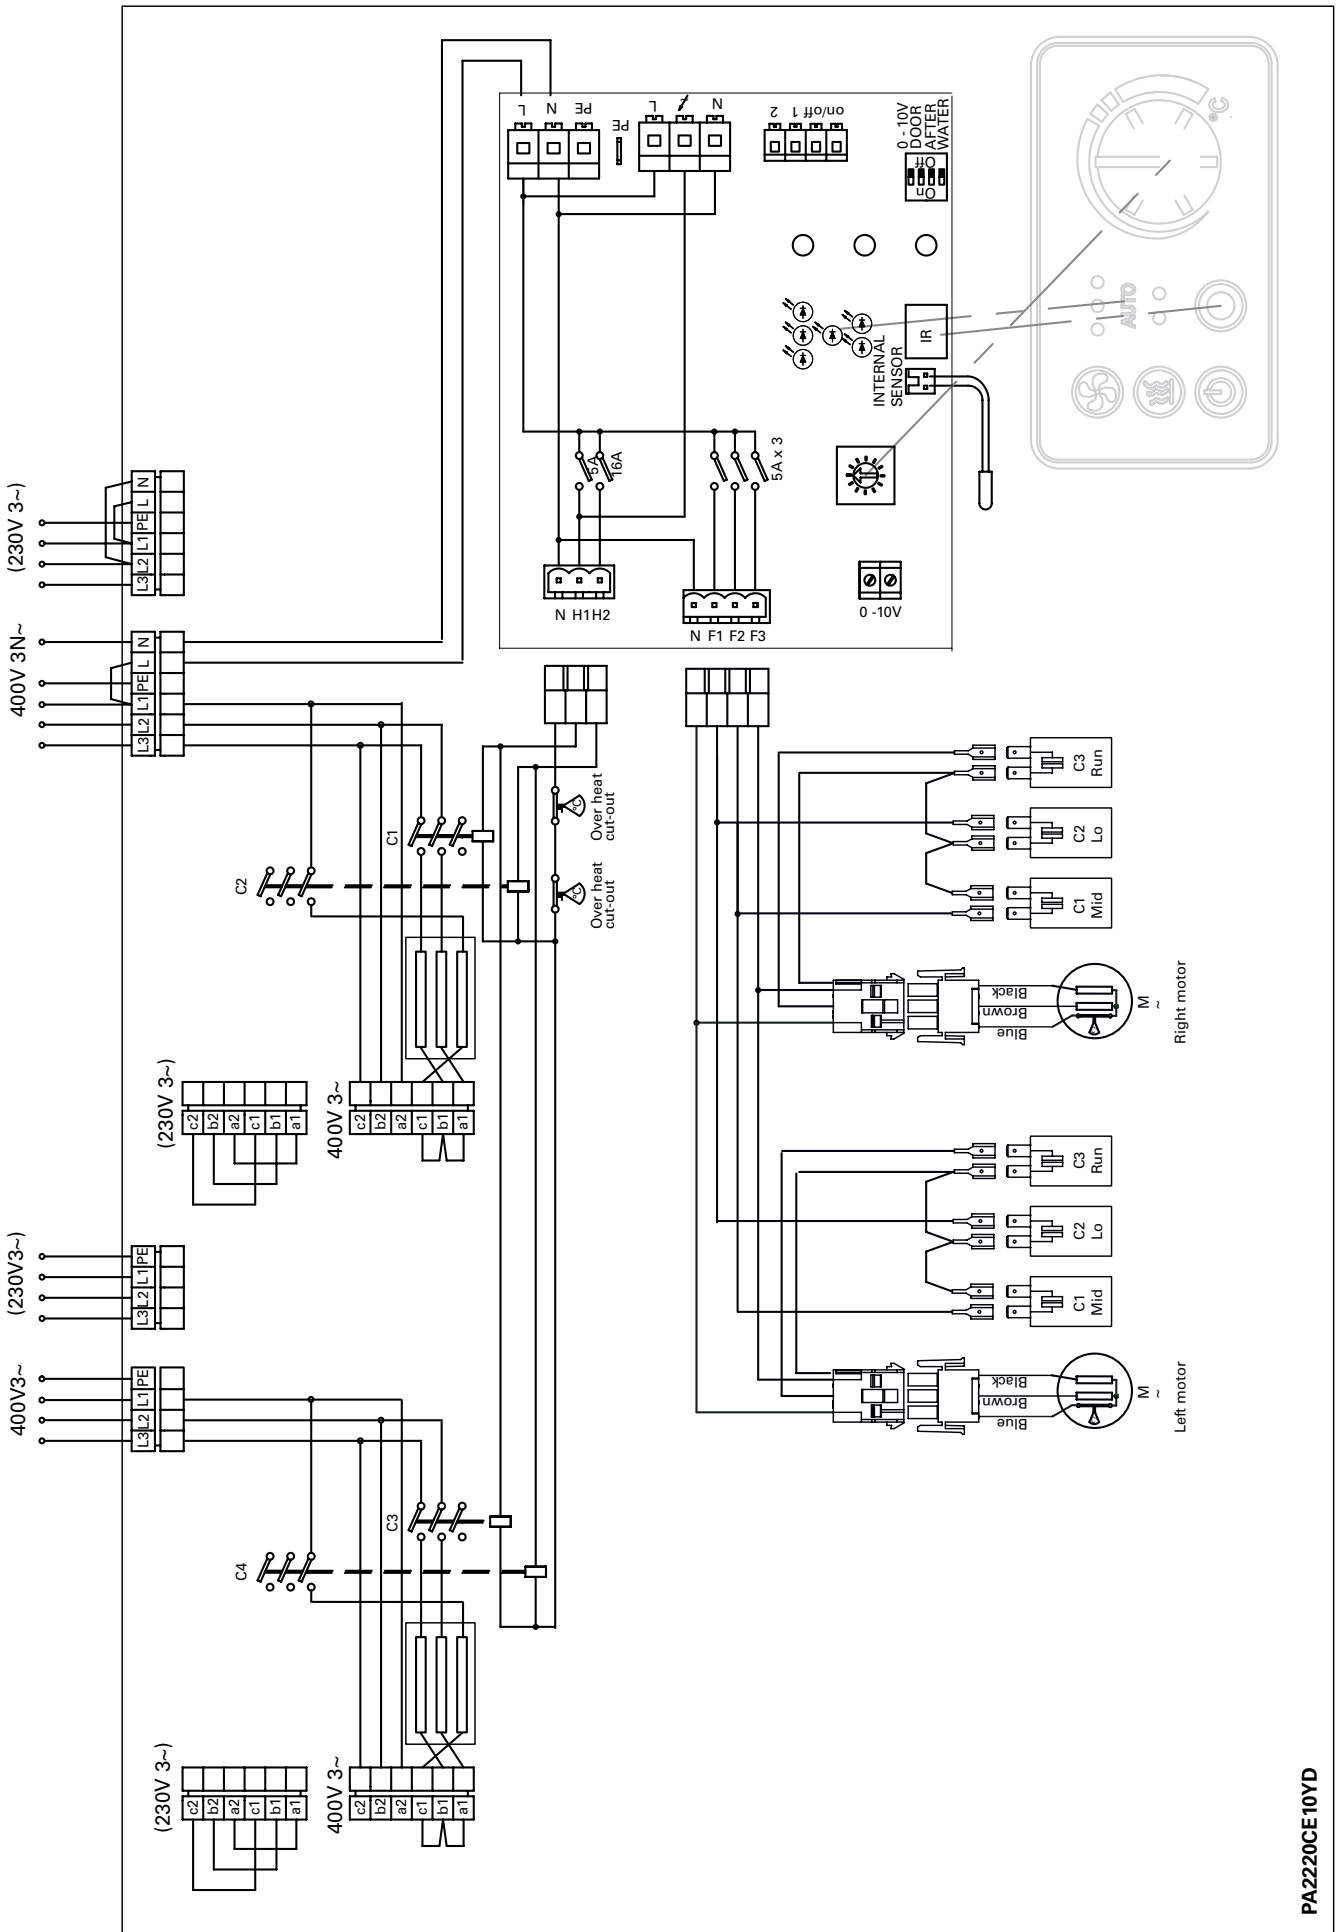 (230V 3~)
L3 L2 L1 PE L N
400V 3N~
L3 L2 L1 PE L N
L N PE
PE
L N
2 1 on/off
0 - 10V
DOOR
AFTER
WATER
Off
On
5A
16A
5A x 3
INTERNAL
SENSOR
IR
AUTO
°C
N H1 H2
N F1 F2 F3
0 -10V
C1
C2
°C
Over heat
cut-out
°C
Over heat
cut-out
(230V 3~)
c2 b2 a2 c1 b1 a1
400V 3~
c2 b2 a2 c1 b1 a1
C3
Run
C2
Lo
C1
Mid
Black
Brown
Blue
M
~
Right motor
(230V3~)
L3 L2 L1 PE
400V3~
L3 L2 L1 PE
C3
C4
(230V 3~)
c2 b2 a2 c1 b1 a1
400V 3~
c2 b2 a2 c1 b1 a1
C3
Run
C2
Lo
C1
Mid
Black
Brown
Blue
M
~
Left motor
PA2220CE10YD